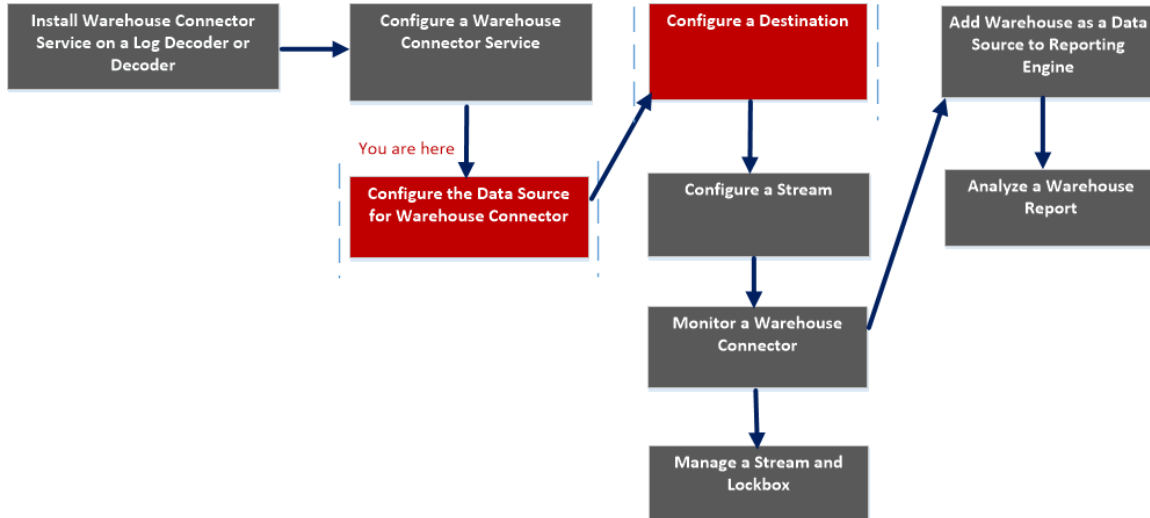 Install Warehouse Connector
Service on a Log Decoder or
Decoder
Configure a Warehouse
Connector Service
You are here
Configure the Data Source
for Warehouse Connector
Configure a Destination
Configure a Stream
Monitor a Warehouse
Connector
Manage a Stream and
Lockbox
Add Warehouse as a Data
Source to Reporting
Engine
Analyze a Warehouse
Report